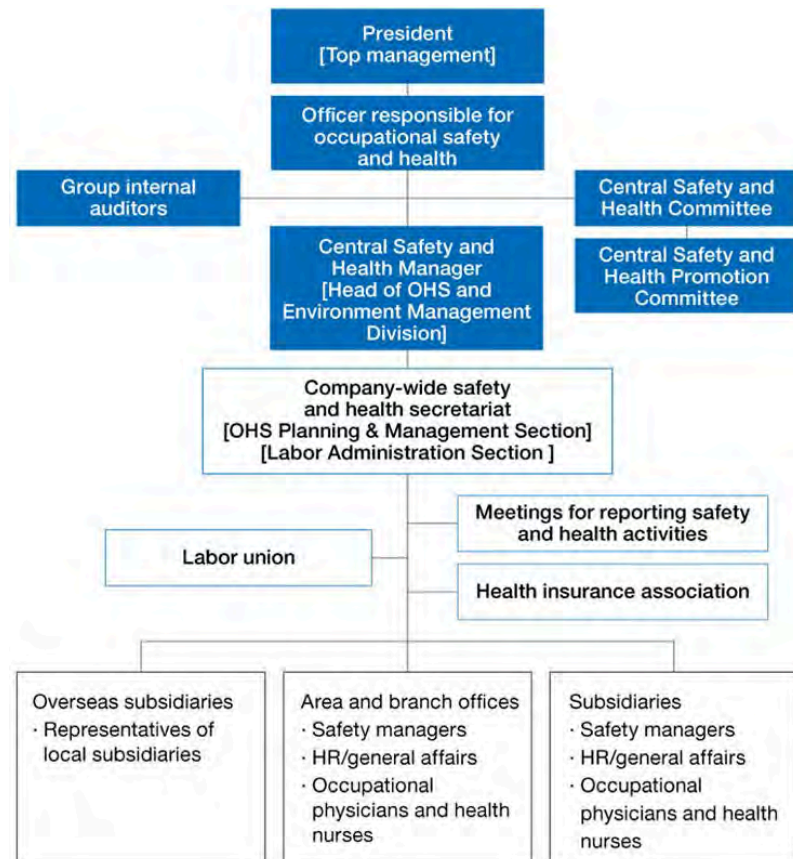 President
[Top management]
Officer responsible for
occupational safety
and health
Group internal
auditors
Central Safety and
Health Committee
Central Safety and
Health Manager
[Head of OHS and
Environment Management
Division]
Central Safety and
Health Promotion
Committee
Company-wide safety
and health secretariat
[OHS Planning & Management Section]
[Labor Administration Section ]
Meetings for reporting safety
and health activities
Labor union
Health insurance association
Overseas subsidiaries
· Representatives of
local subsidiaries
Area and branch offices
· Safety managers
· HR/general affairs
· Occupational
physicians and health
nurses
Subsidiaries
· Safety managers
· HR/general affairs
· Occupational
physicians and health
nurses